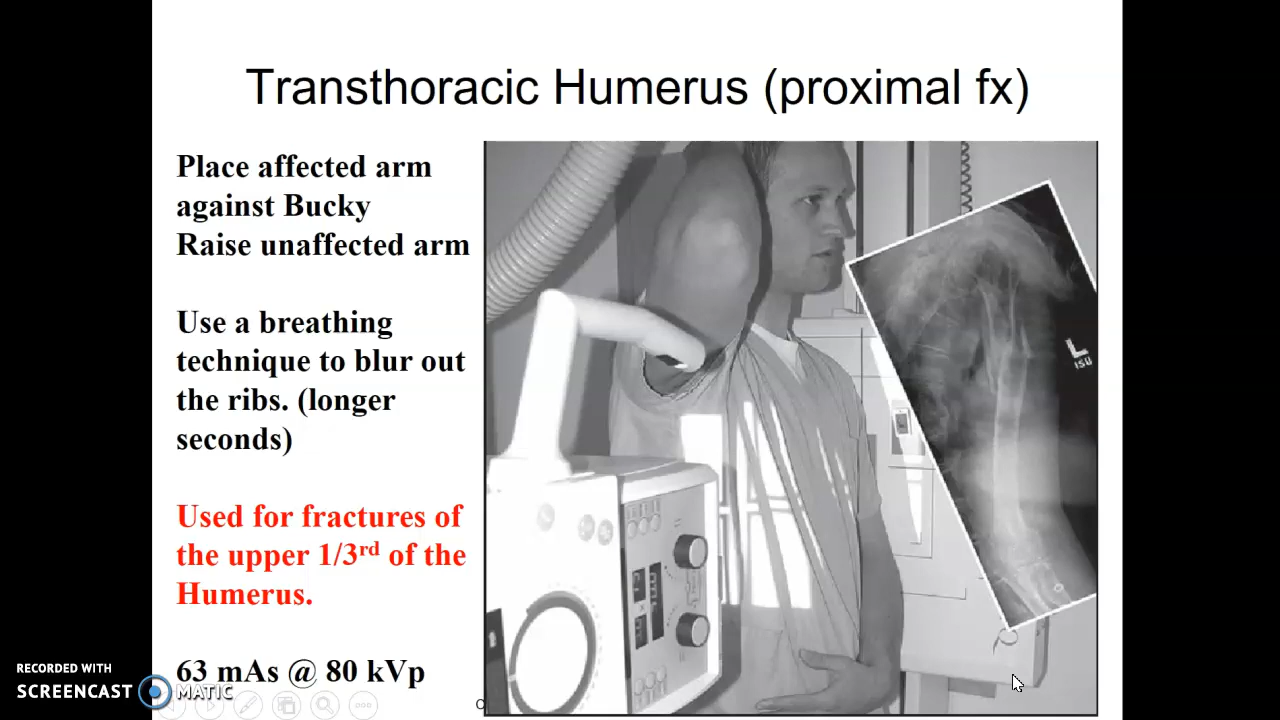 Transthoracic Humerus (proximal fx)
Place affected arm
against Bucky
Raise unaffected arm
Use a breathing
technique to blur out
the ribs. (longer
seconds)
Used for fractures of
the upper 1/3rd of the
Humerus.
63 mAs @ 80 kVp
L
ISU
RECORDED WITH
SCREENCAST MATIC